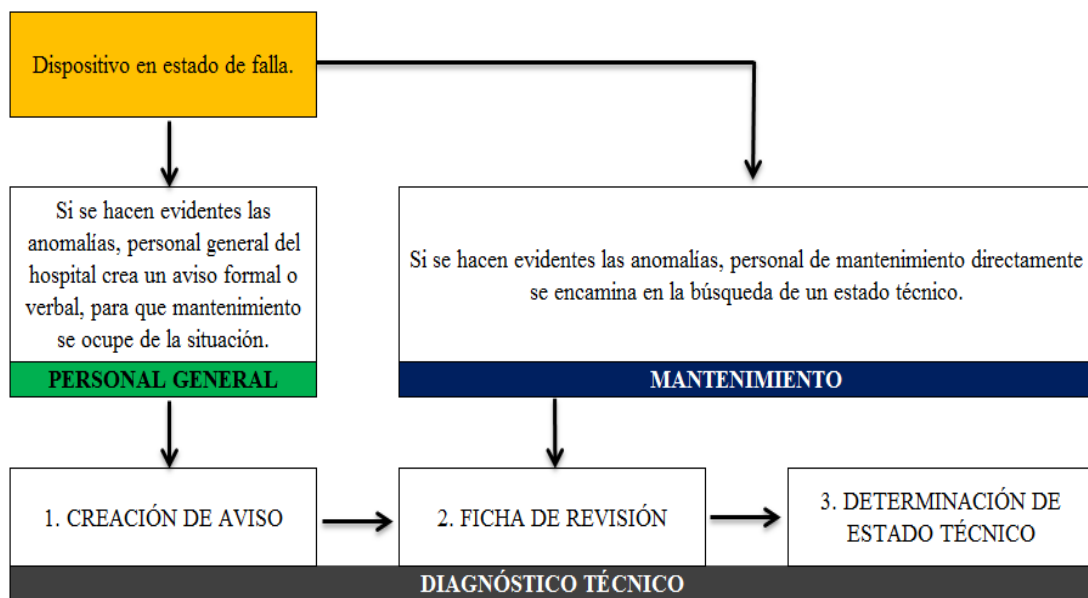 Dispositivo en estado de falla.
Si se hacen evidentes las
anomalías, personal general del
hospital crea un aviso formal o
verbal, para que mantenimiento
se ocupe de la situación.
PERSONAL GENERAL
Si se hacen evidentes las anomalías, personal de mantenimiento directamente
se encamina en la búsqueda de un estado técnico.
MANTENIMIENTO
1. CREACIÓN DE AVISO
2. FICHA DE REVISIÓN
3. DETERMINACIÓN DE
ESTADO TÉCNICO
DIAGNÓSTICO TÉCNICO